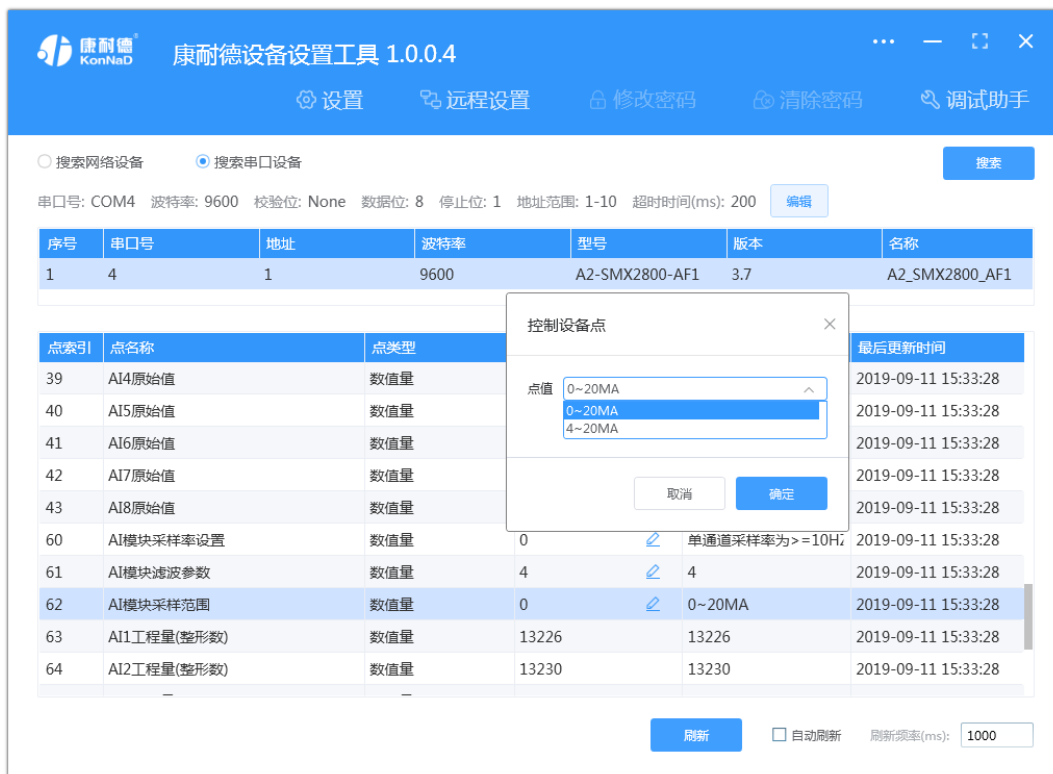 康耐德®
KonNaD
康耐德设备设置工具 1.0.0.4
设置 远程设置 修改密码 清除密码 调试助手
搜索网络设备 搜索串口设备 搜索
串口号: COM4 波特率: 9600 校验位: None 数据位: 8 停止位: 1 地址范围: 1-10 超时时间(ms): 200 编辑
序号 串口号 地址 波特率 型号 版本 名称
1 4 1 9600 A2-SMX2800-AF1 3.7 A2_SMX2800_AF1
控制设备点
点值 0~20MA
0~20MA
4~20MA
取消 确定
点索引 点名称 点类型 最后更新时间
39 AI4原始值 数值量 2019-09-11 15:33:28
40 AI5原始值 数值量 2019-09-11 15:33:28
41 AI6原始值 数值量 2019-09-11 15:33:28
42 AI7原始值 数值量 2019-09-11 15:33:28
43 AI8原始值 数值量 2019-09-11 15:33:28
60 AI模块采样率设置 数值量 0 单通道采样率为>=10HZ 2019-09-11 15:33:28
61 AI模块滤波参数 数值量 4 4 2019-09-11 15:33:28
62 AI模块采样范围 数值量 0 0~20MA 2019-09-11 15:33:28
63 AI1工程量(整形数) 数值量 13226 13226 2019-09-11 15:33:28
64 AI2工程量(整形数) 数值量 13230 13230 2019-09-11 15:33:28
刷新 自动刷新 刷新频率(ms): 1000